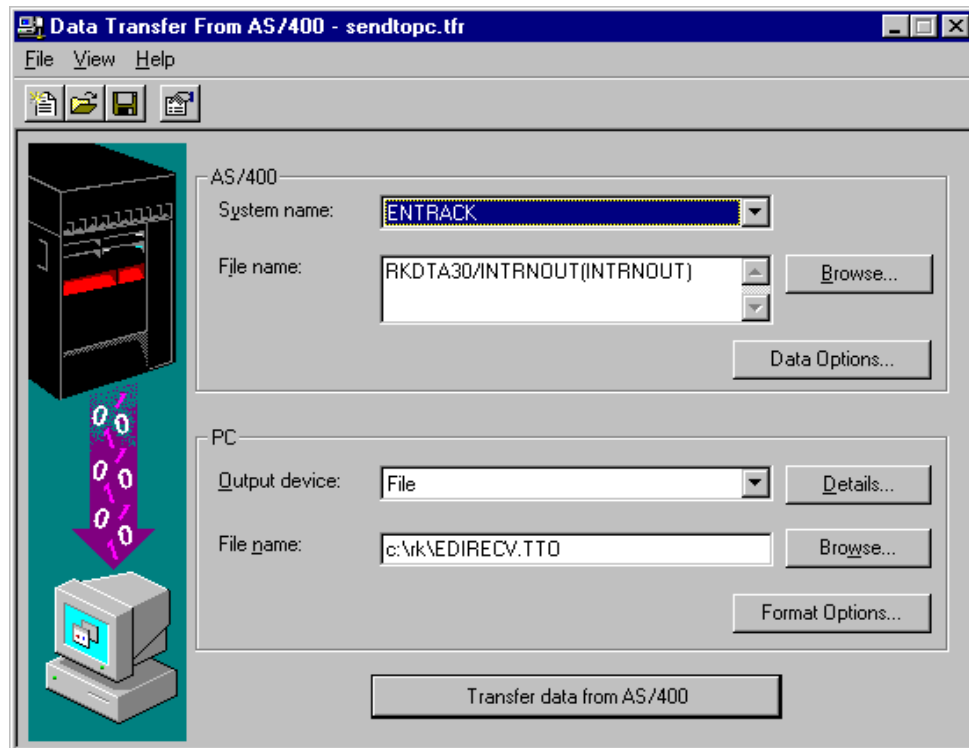 Data Transfer From AS/400 - sendtopc.tfr
File View Help
AS/400
System name: ENTRACK
File name: RKDTA30/INTRNOUT(INTRNOUT) Browse...
Data Options...
PC
Output device: File Details...
File name: c:\rk\EDIRECV.TTO Browse...
Format Options...
Transfer data from AS/400